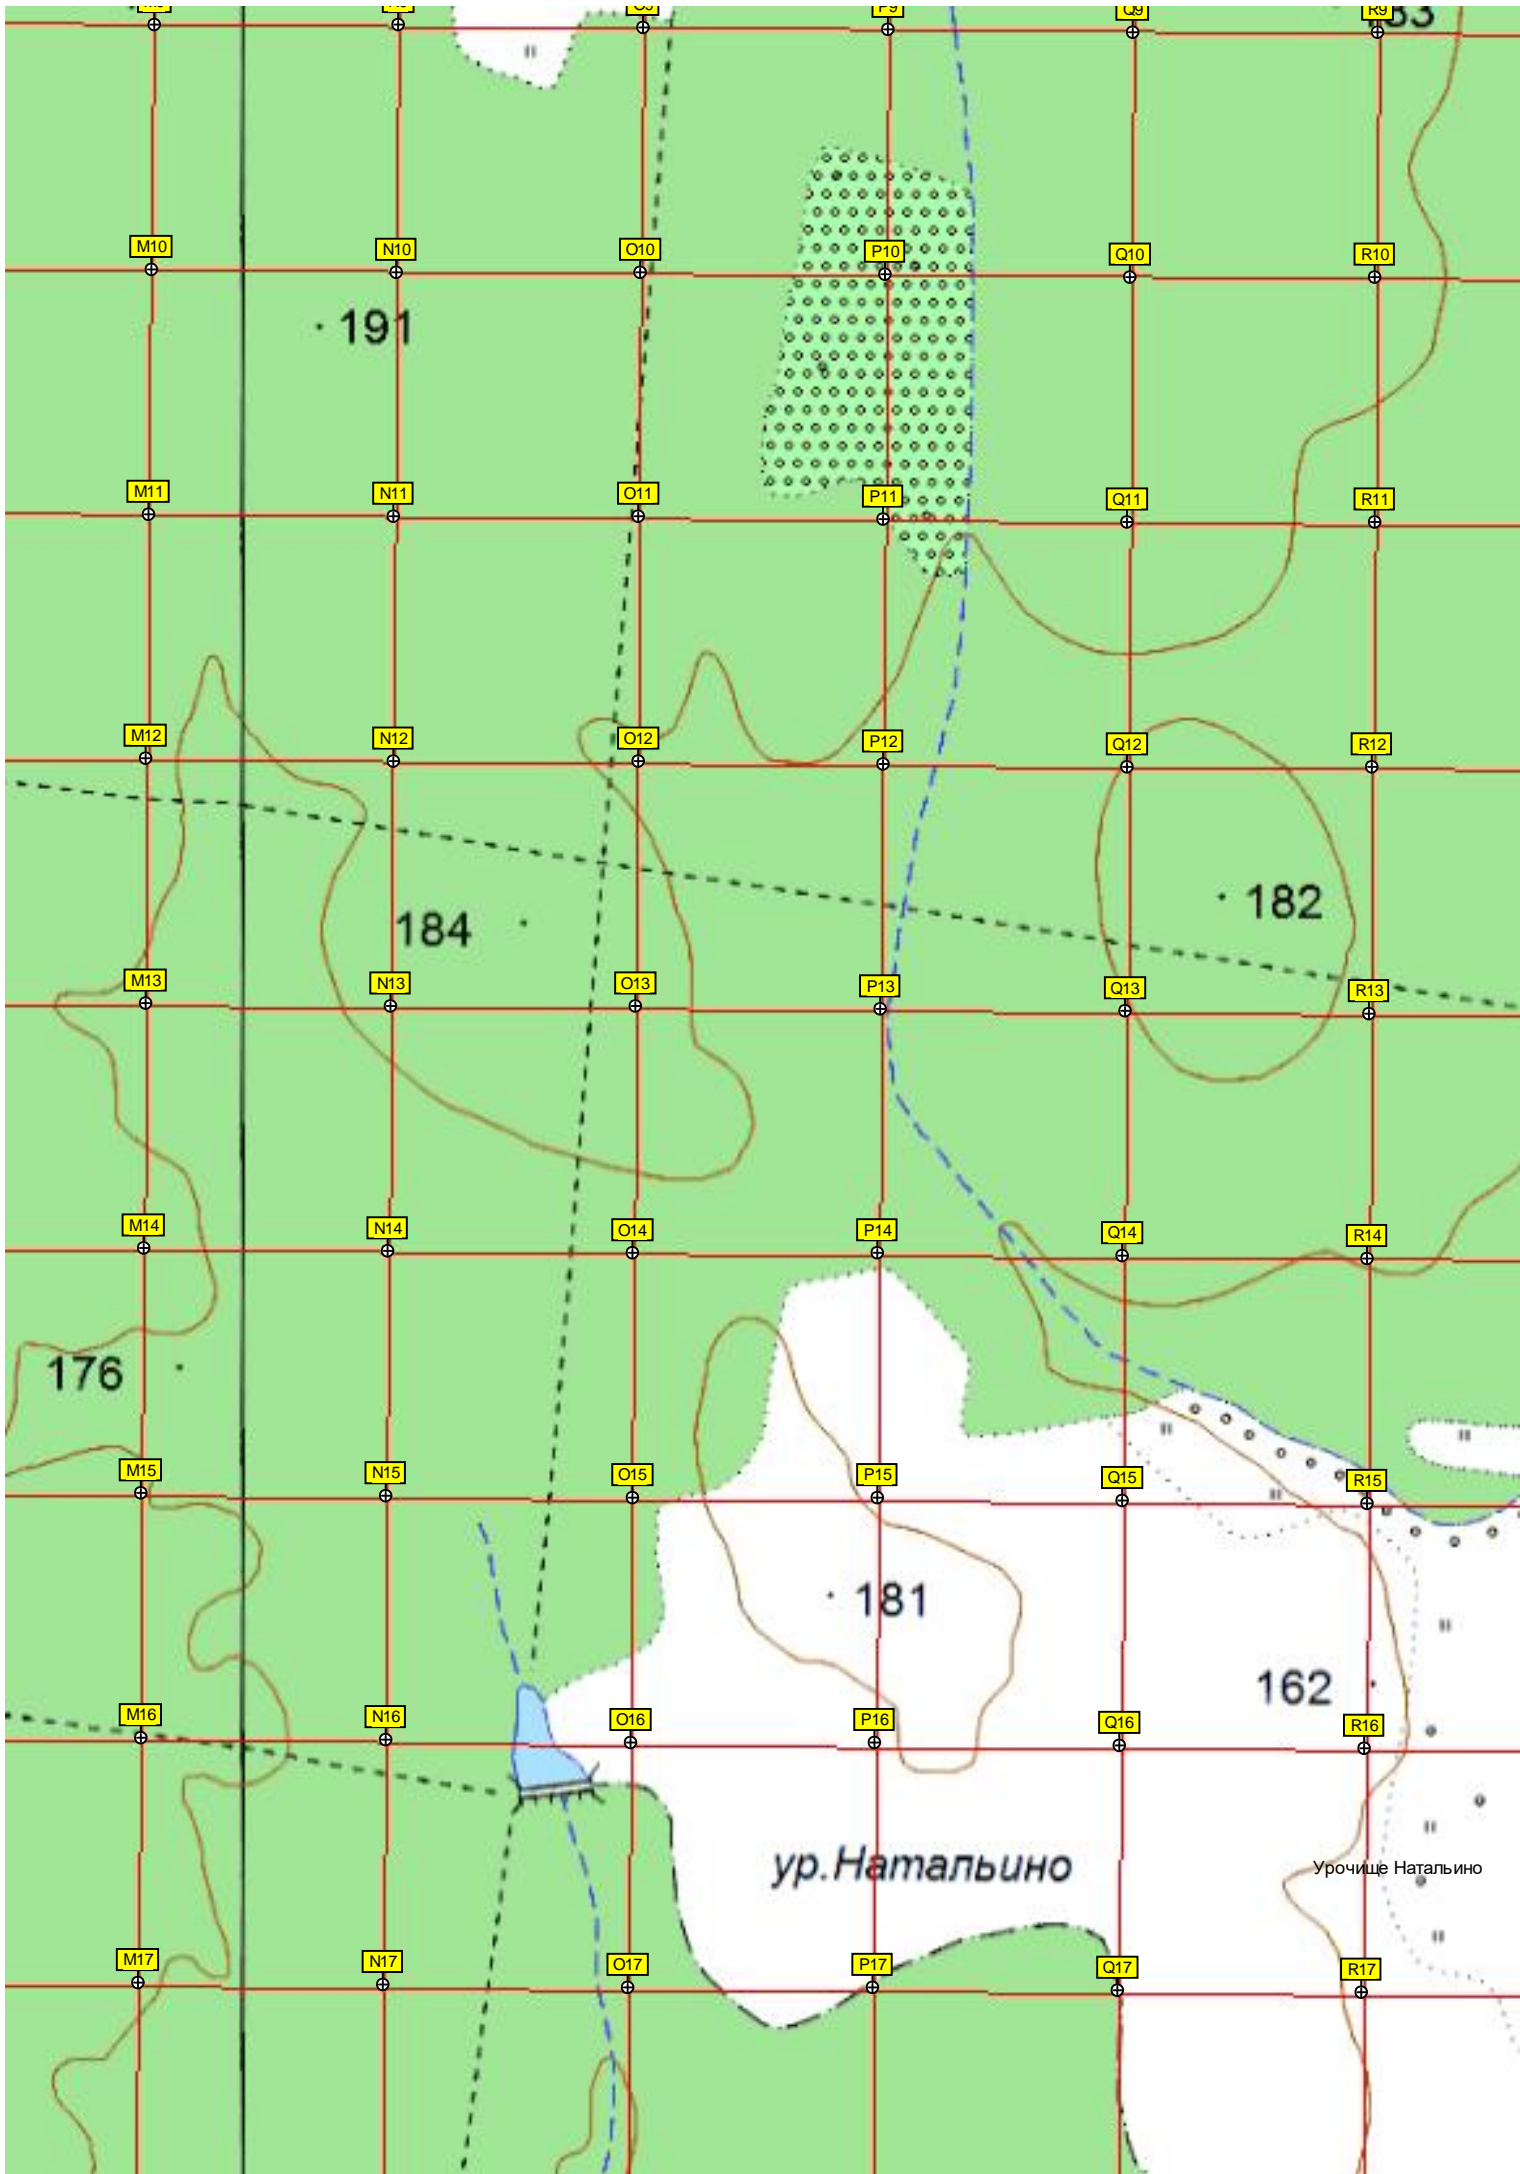 Q9 R9
183
M10 N10 O10 P10 Q10 R10
191
M11 N11 O11 P11 Q11 R11
M12 N12 O12 P12 Q12 R12
184 182
M13 N13 O13 P13 Q13 R13
M14 N14 O14 P14 Q14 R14
176
M15 N15 O15 P15 Q15 R15
181
162
M16 N16 O16 P16 Q16 R16
ур.Натальино
Урочище Натальино
M17 N17 O17 P17 Q17 R17